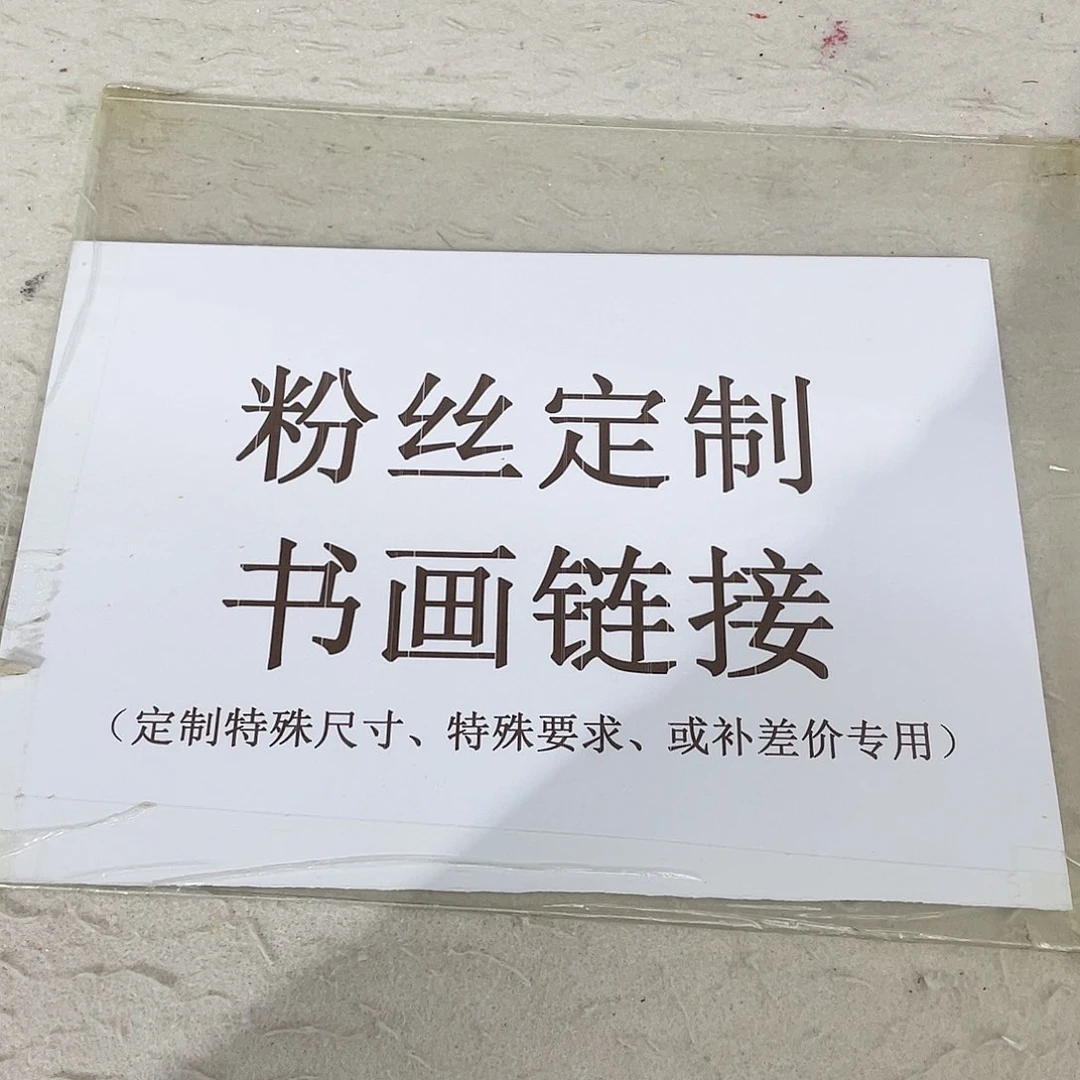 粉丝定制
书画链接
（定制特殊尺寸、特殊要求、或补差价专用）